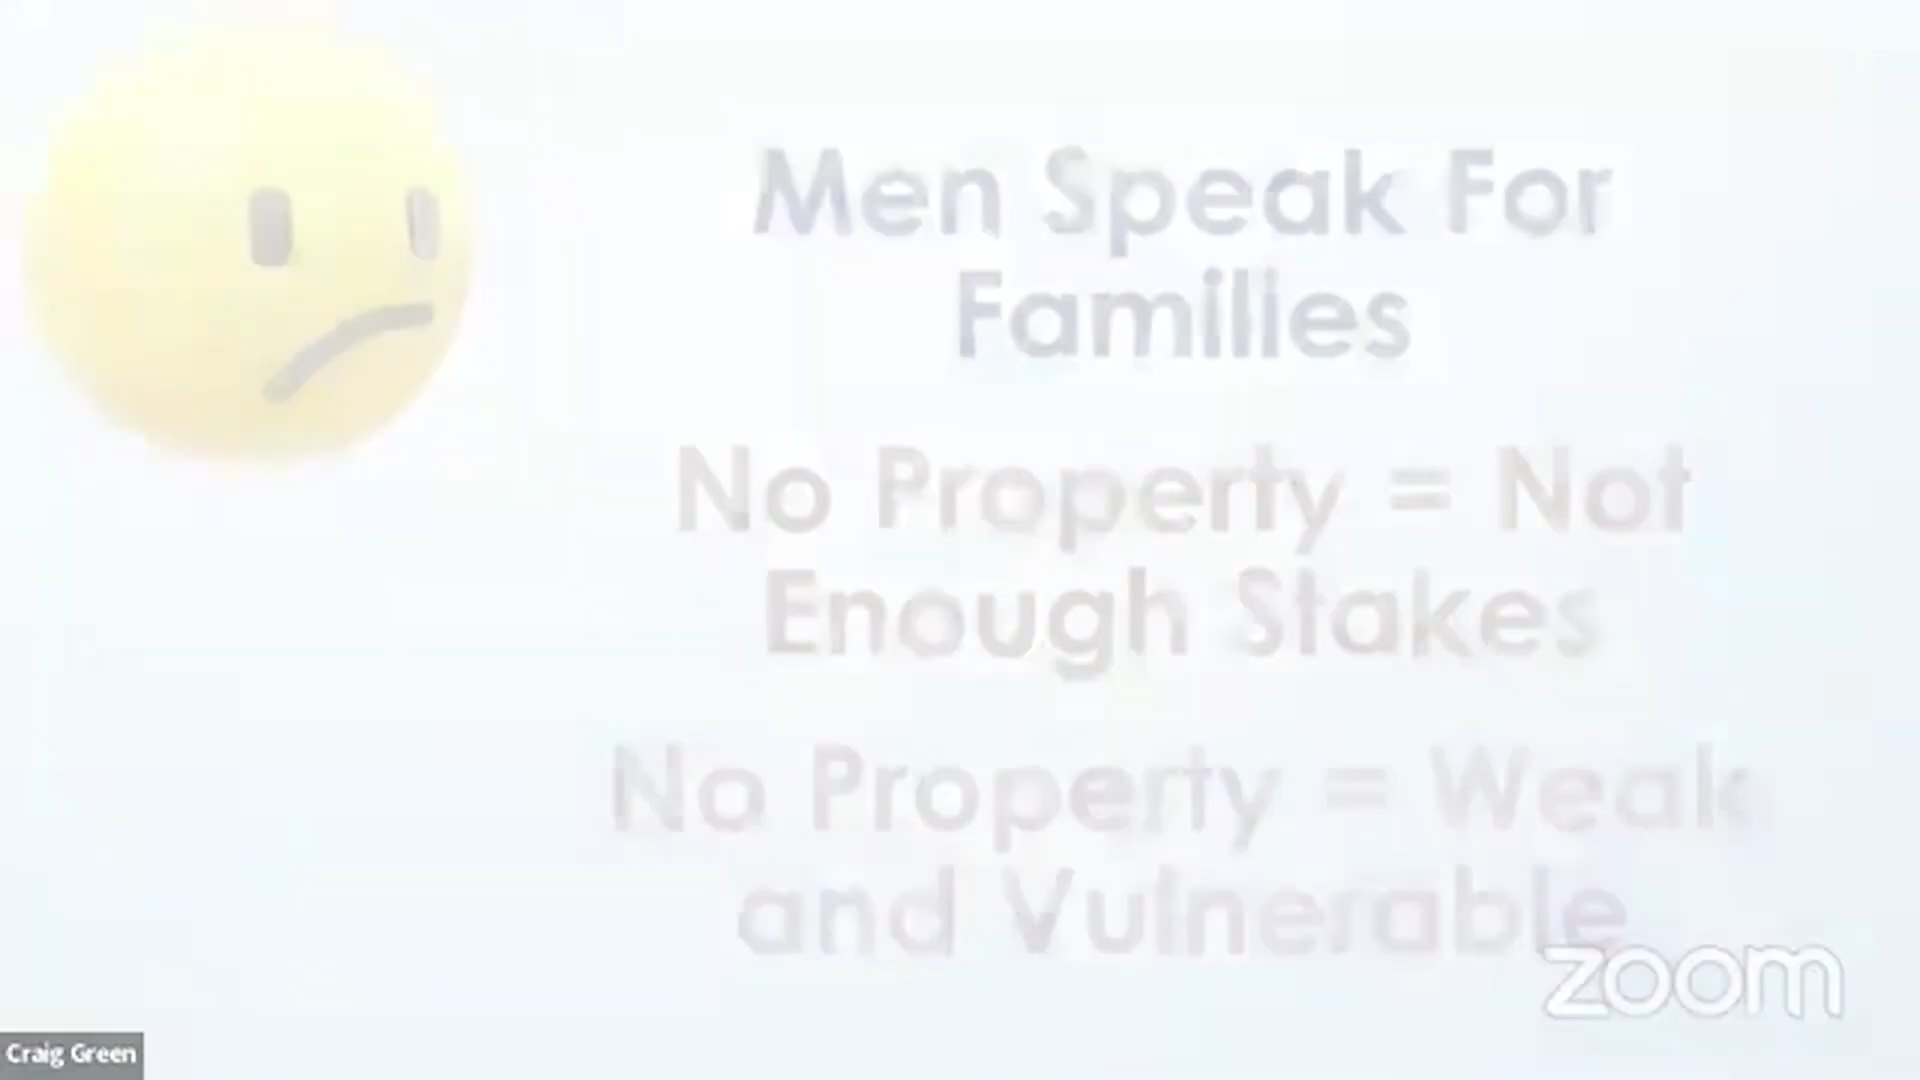 Men Speak For
Families
No Property = Not
Enough Stakes
No Property = Weak
and Vulnerable
zoom
Craig Green